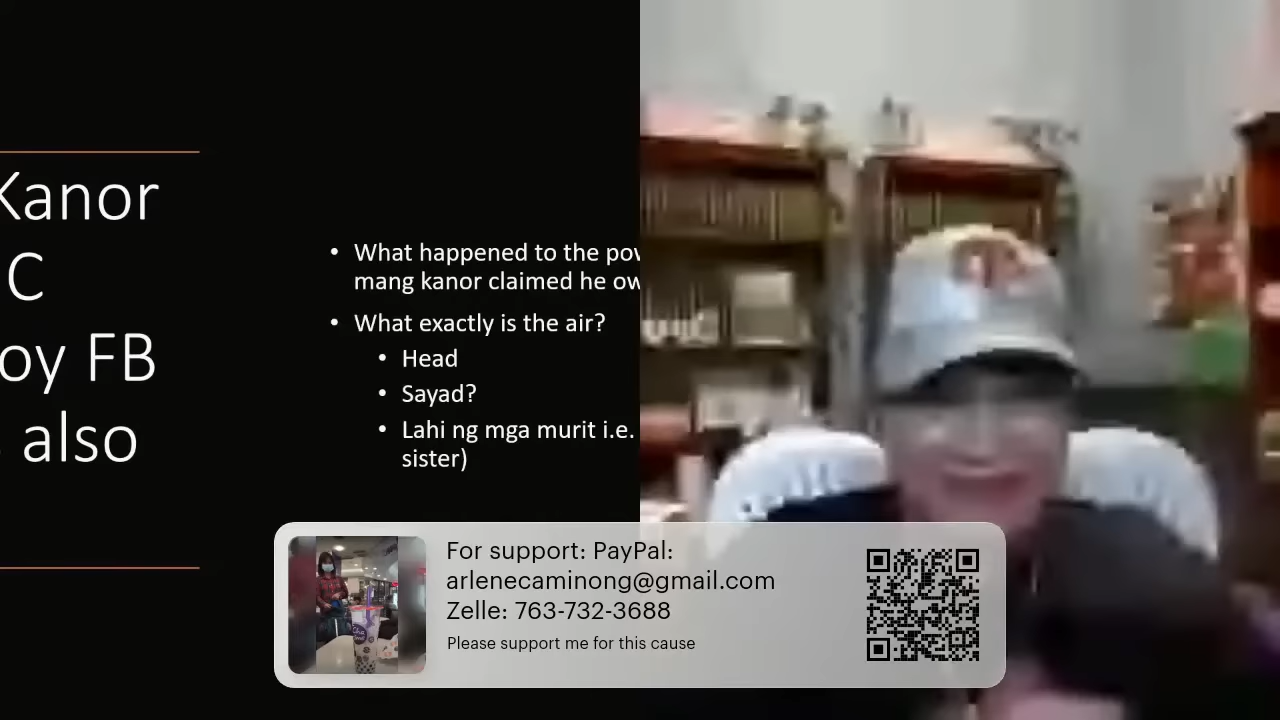 Kanor
C
oy FB
also
• What happened to the pow
mang kanor claimed he ow
• What exactly is the air?
• Head
• Sayad?
• Lahi ng mga murit i.e.
sister)
For support: PayPal:
arlenecaminong@gmail.com
Zelle: 763-732-3688
Please support me for this cause